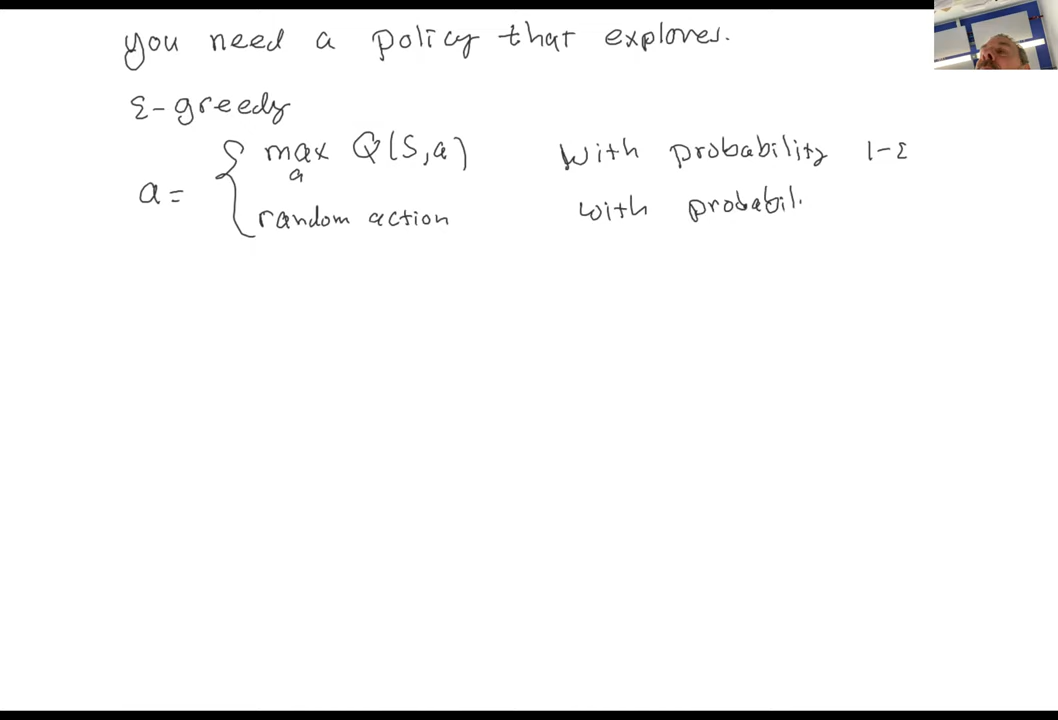 you need a policy that explores.
ε-greedy
max Q(S,a) with probability 1-ε
a
a = {
random action with probabil